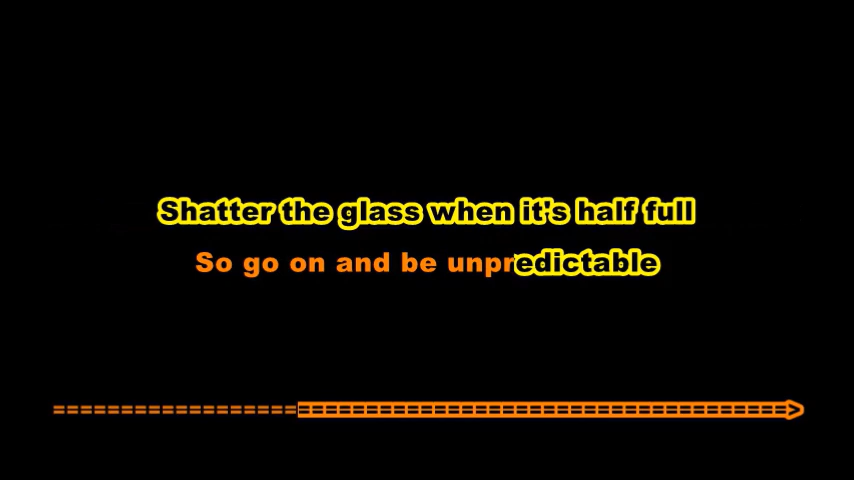 Shatter the glass when it's half full
So go on and be unpredictable